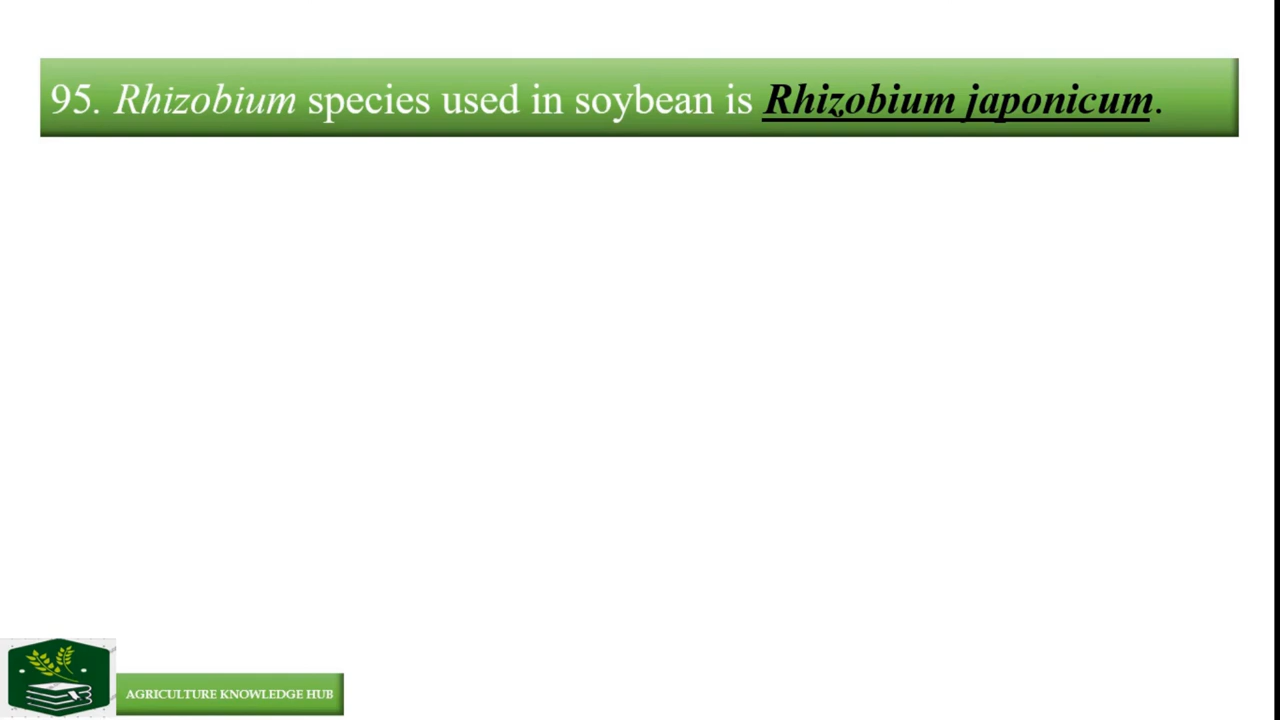 95. Rhizobium species used in soybean is Rhizobium japonicum.
AGRICULTURE KNOWLEDGE HUB